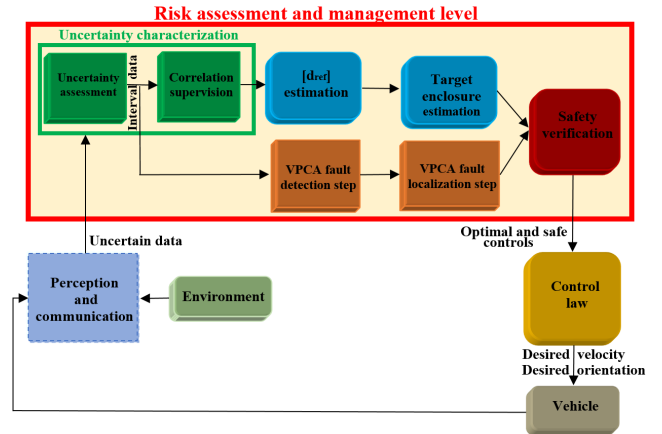 Risk assessment and management level
Uncertainty characterization
Uncertainty
assessment
Interval data
Correlation
supervision
[dref]
estimation
Target
enclosure
estimation
Safety
verification
VPCA fault
detection step
VPCA fault
localization step
Uncertain data
Optimal and safe
controls
Perception
and
communication
Environment
Control
law
Desired velocity
Desired orientation
Vehicle